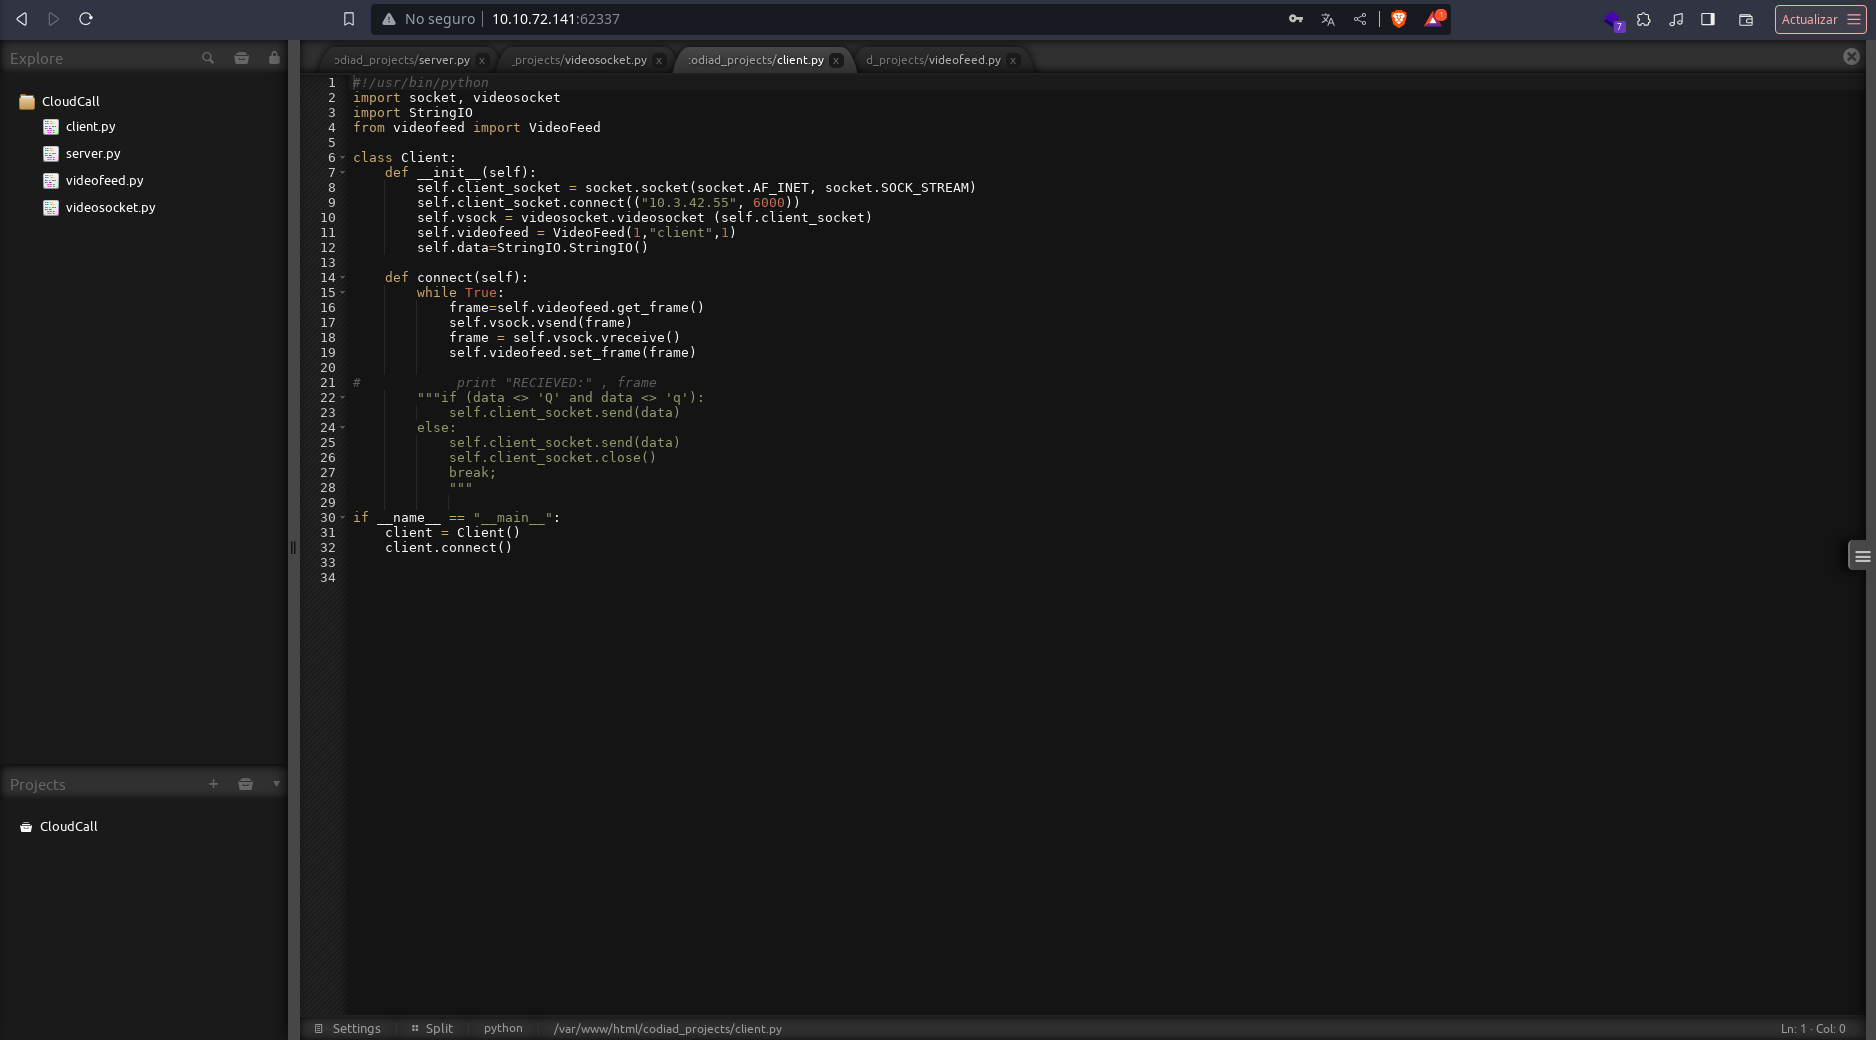 No seguro 10.10.72.141:62337
7
1
Actualizar
Explore
CloudCall
client.py
server.py
videofeed.py
videosocket.py
Projects
CloudCall
odiad_projects/server.py x
_projects/videosocket.py x
:odiad_projects/client.py x
d_projects/videofeed.py x
1 #!/usr/bin/python
2 import socket, videosocket
3 import StringIO
4 from videofeed import VideoFeed
5
6 class Client:
7     def __init__(self):
8         self.client_socket = socket.socket(socket.AF_INET, socket.SOCK_STREAM)
9         self.client_socket.connect(("10.3.42.55", 6000))
10         self.vsock = videosocket.videosocket (self.client_socket)
11         self.videofeed = VideoFeed(1,"client",1)
12         self.data=StringIO.StringIO()
13
14     def connect(self):
15         while True:
16             frame=self.videofeed.get_frame()
17             self.vsock.vsend(frame)
18             frame = self.vsock.vreceive()
19             self.videofeed.set_frame(frame)
20
21 #            print "RECIEVED:" , frame
22         """if (data <> 'Q' and data <> 'q'):
23             self.client_socket.send(data)
24         else:
25             self.client_socket.send(data)
26             self.client_socket.close()
27             break;
28             """
29
30 if __name__ == "__main__":
31     client = Client()
32     client.connect()
33
34
Settings Split python /var/www/html/codiad_projects/client.py Ln: 1 · Col: 0